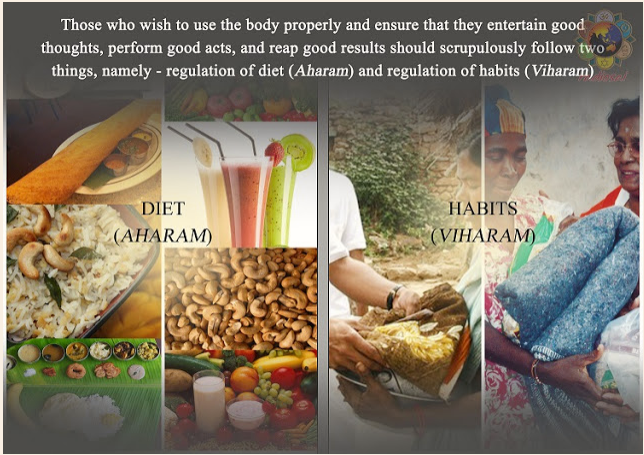 Those who wish to use the body properly and ensure that they entertain good
thoughts, perform good acts, and reap good results should scrupulously follow two
things, namely - regulation of diet (Aharam) and regulation of habits (Viharam)
DIET
(AHARAM)
HABITS
(VIHARAM)